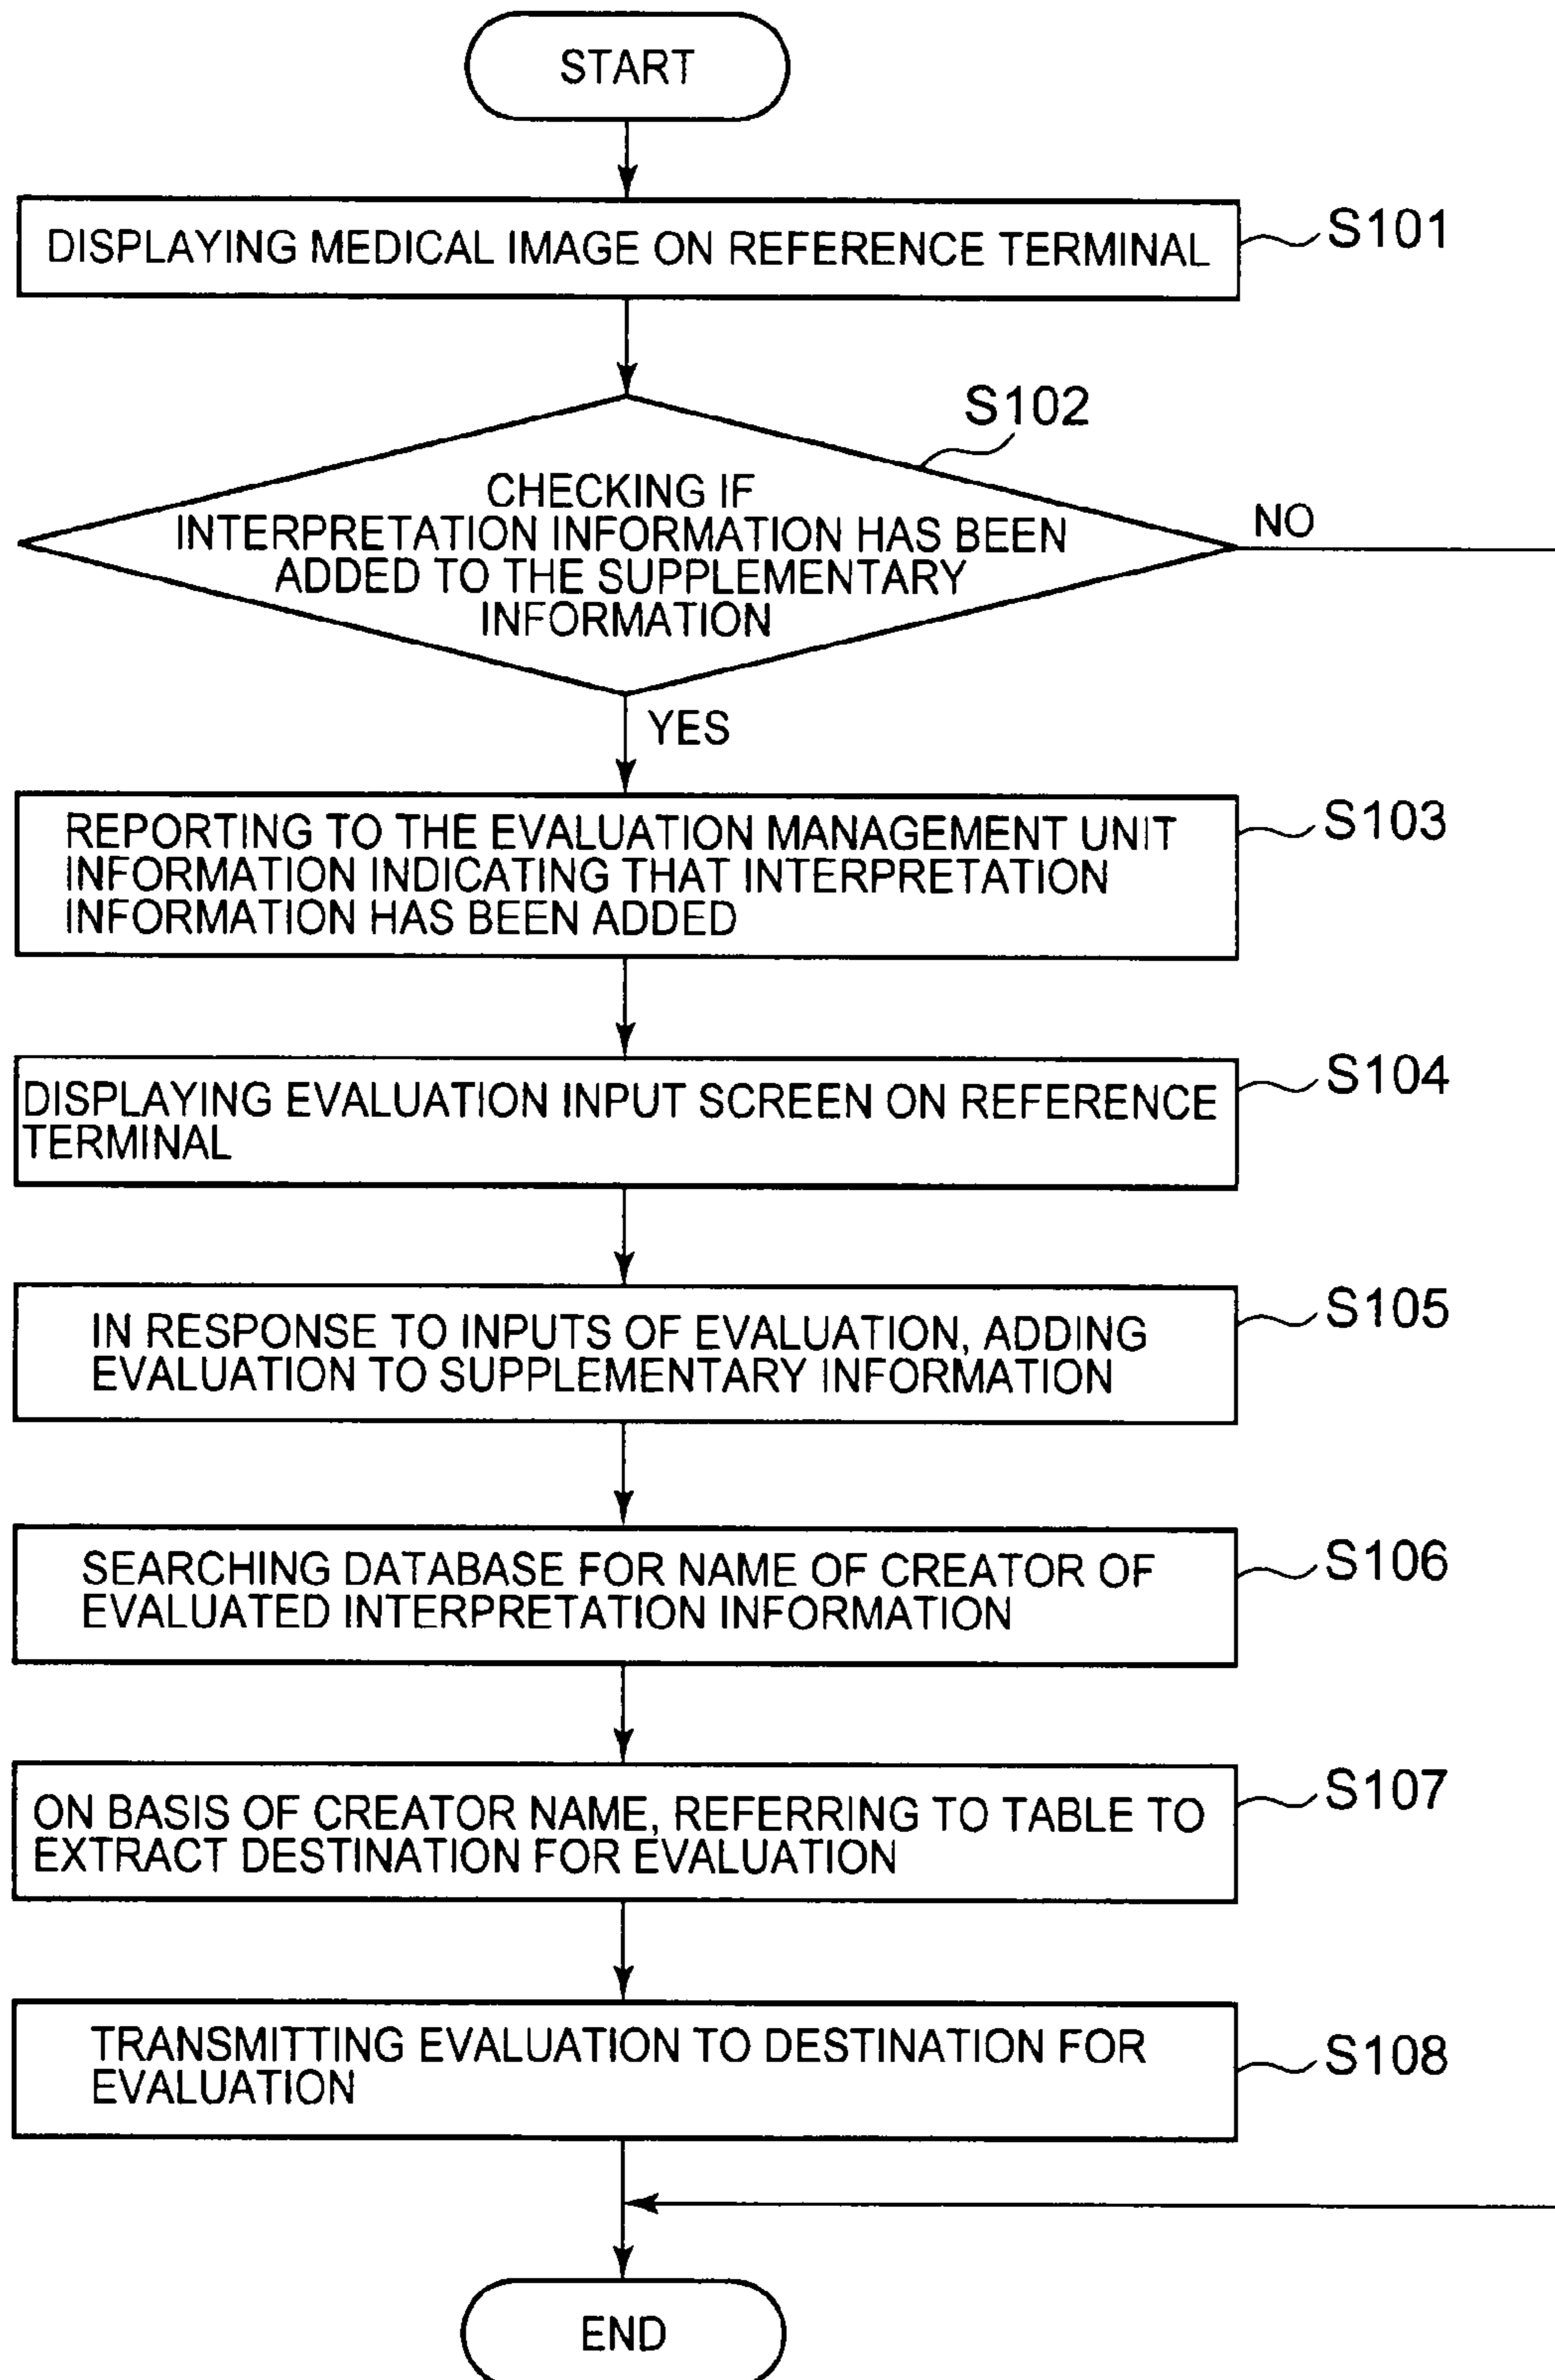 START
DISPLAYING MEDICAL IMAGE ON REFERENCE TERMINAL
S101
S102
CHECKING IF
INTERPRETATION INFORMATION HAS BEEN
ADDED TO THE SUPPLEMENTARY
INFORMATION
NO
YES
REPORTING TO THE EVALUATION MANAGEMENT UNIT
INFORMATION INDICATING THAT INTERPRETATION
INFORMATION HAS BEEN ADDED
S103
DISPLAYING EVALUATION INPUT SCREEN ON REFERENCE
TERMINAL
S104
IN RESPONSE TO INPUTS OF EVALUATION, ADDING
EVALUATION TO SUPPLEMENTARY INFORMATION
S105
SEARCHING DATABASE FOR NAME OF CREATOR OF
EVALUATED INTERPRETATION INFORMATION
S106
ON BASIS OF CREATOR NAME, REFERRING TO TABLE TO
EXTRACT DESTINATION FOR EVALUATION
S107
TRANSMITTING EVALUATION TO DESTINATION FOR
EVALUATION
S108
END